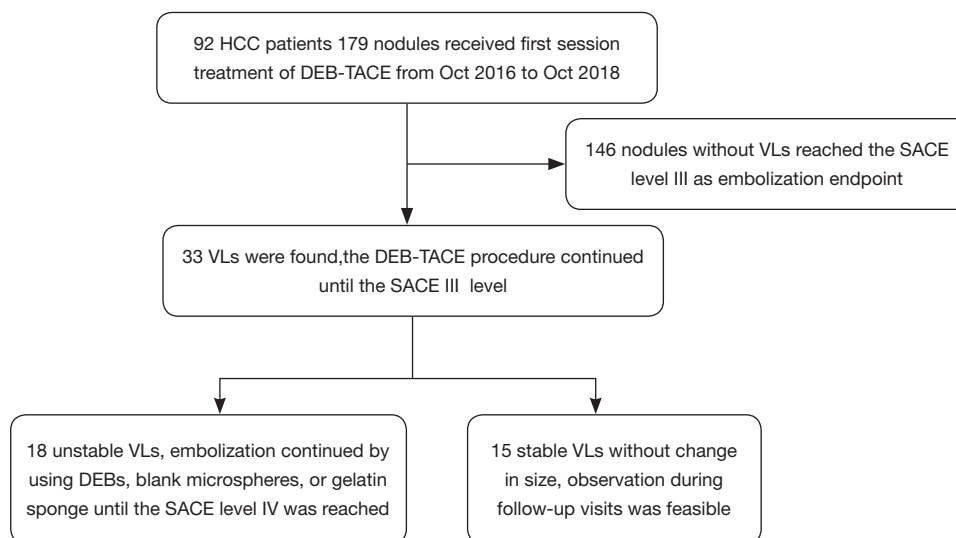 92 HCC patients 179 nodules received first session
treatment of DEB-TACE from Oct 2016 to Oct 2018
146 nodules without VLs reached the SACE
level III as embolization endpoint
33 VLs were found,the DEB-TACE procedure continued
until the SACE III level
18 unstable VLs, embolization continued by
using DEBs, blank microspheres, or gelatin
sponge until the SACE level IV was reached
15 stable VLs without change
in size, observation during
follow-up visits was feasible